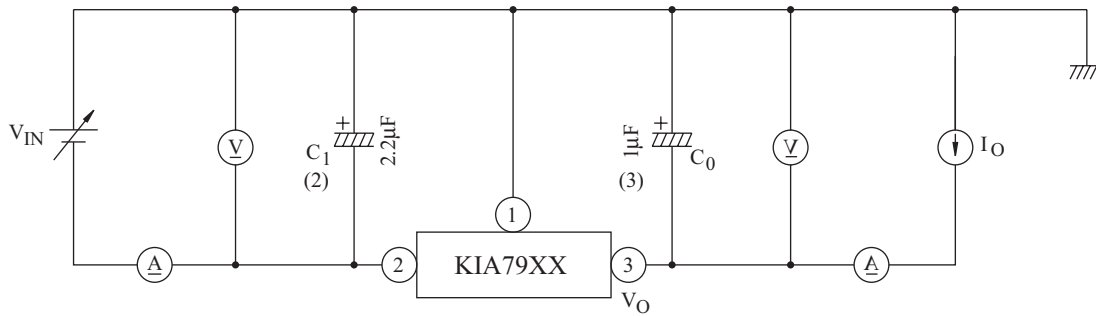 V_IN
V
C_1
(2)
+
2.2μF
1
2
KIA79XX
3
V_O
+
1μF
(3)
C_0
V
I_O
A
A